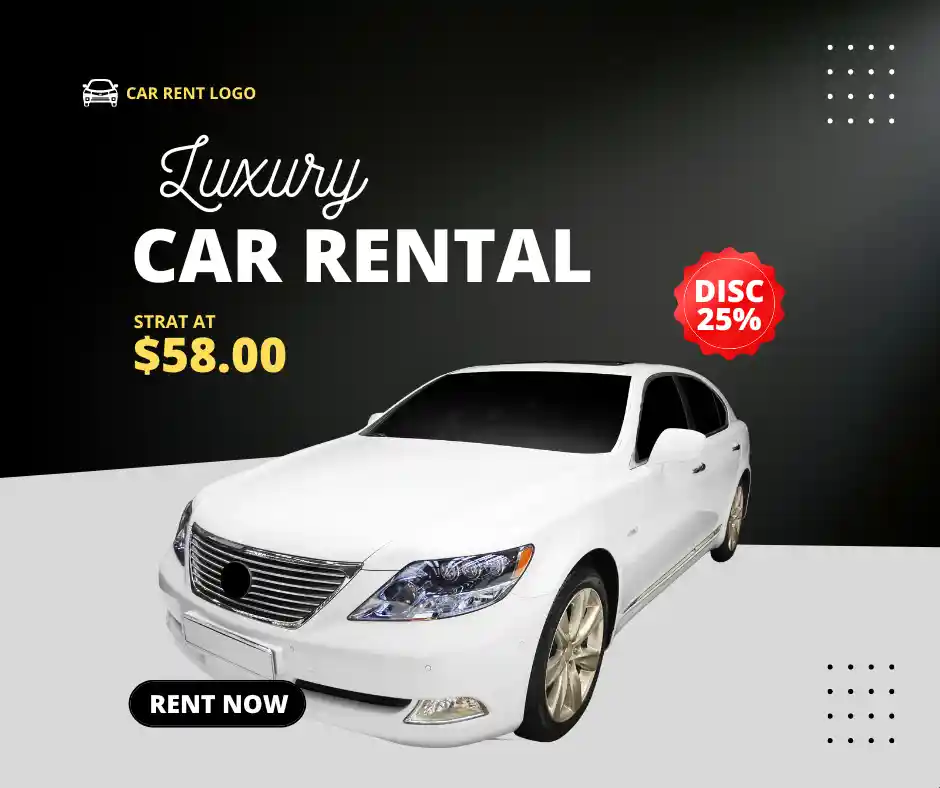 CAR RENT LOGO
Luxury
CAR RENTAL
STRAT AT
$58.00
DISC
25%
RENT NOW